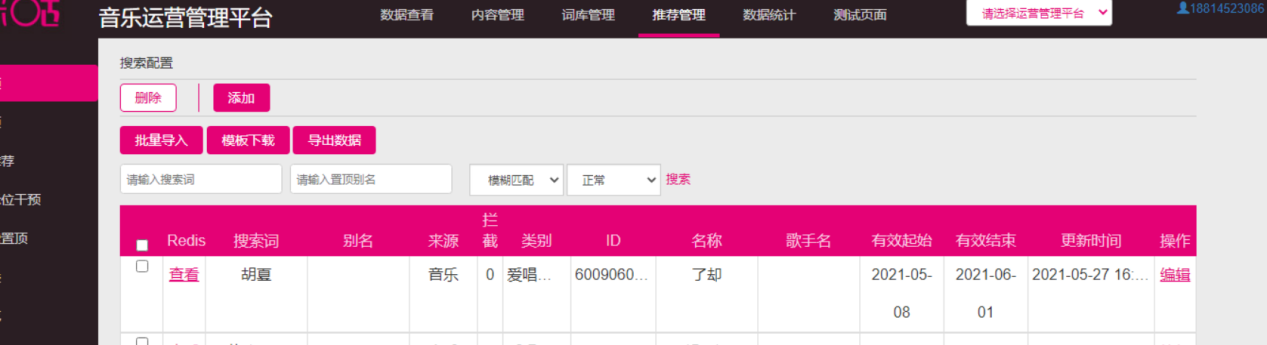 音乐运营管理平台 数据查看 内容管理 词库管理 推荐管理 数据统计 测试页面 请选择运营管理平台 18814523086
搜索配置
删除 添加
批量导入 模板下载 导出数据
荐
请输入搜索词 请输入置顶别名 模糊匹配 正常 搜索
位干预
置顶
Redis 搜索词 别名 来源 拦截 类别 ID 名称 歌手名 有效起始 有效结束 更新时间 操作
查看 胡夏 音乐 0 爱唱... 6009060... 了却 2021-05-08 2021-06-01 2021-05-27 16:... 编辑